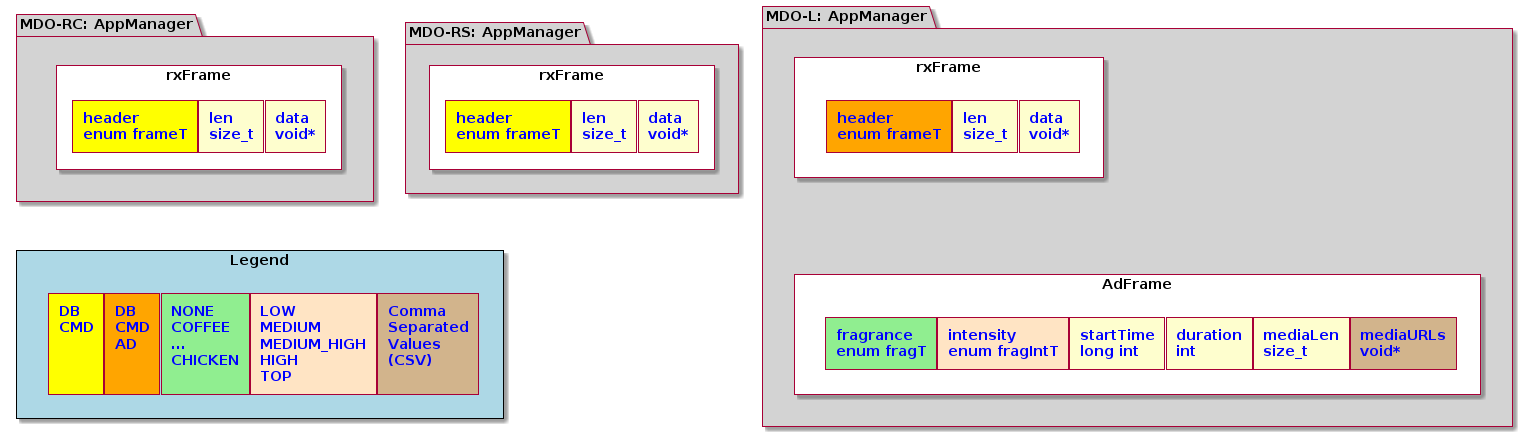 MDO-RC: AppManager
rxFrame
header
enum frameT
len
size_t
data
void*
MDO-RS: AppManager
rxFrame
header
enum frameT
len
size_t
data
void*
MDO-L: AppManager
rxFrame
header
enum frameT
len
size_t
data
void*
AdFrame
fragrance
enum fragT
intensity
enum fragIntT
startTime
long int
duration
int
mediaLen
size_t
mediaURLs
void*
Legend
DB
CMD
DB
CMD
AD
NONE
COFFEE
...
CHICKEN
LOW
MEDIUM
MEDIUM_HIGH
HIGH
TOP
Comma
Separated
Values
(CSV)